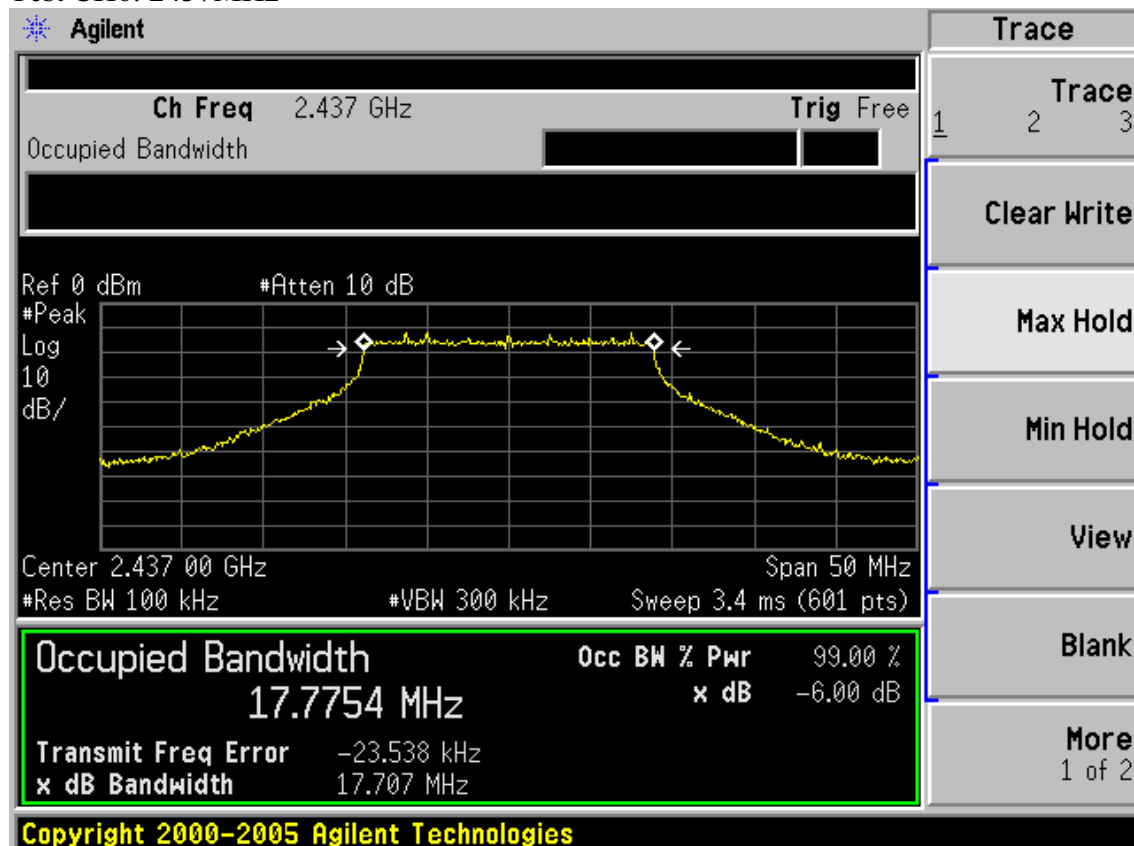 Agilent
Trace
Ch Freq 2.437 GHz Trig Free
Occupied Bandwidth
Trace
1 2 3
Clear Write
Max Hold
Min Hold
View
Blank
More
1 of 2
Ref 0 dBm #Atten 10 dB
#Peak
Log
10
dB/
Center 2.437 00 GHz Span 50 MHz
#Res BW 100 kHz #VBW 300 kHz Sweep 3.4 ms (601 pts)
Occupied Bandwidth Occ BW % Pwr 99.00 %
17.7754 MHz x dB -6.00 dB
Transmit Freq Error -23.538 kHz
x dB Bandwidth 17.707 MHz
Copyright 2000-2005 Agilent Technologies